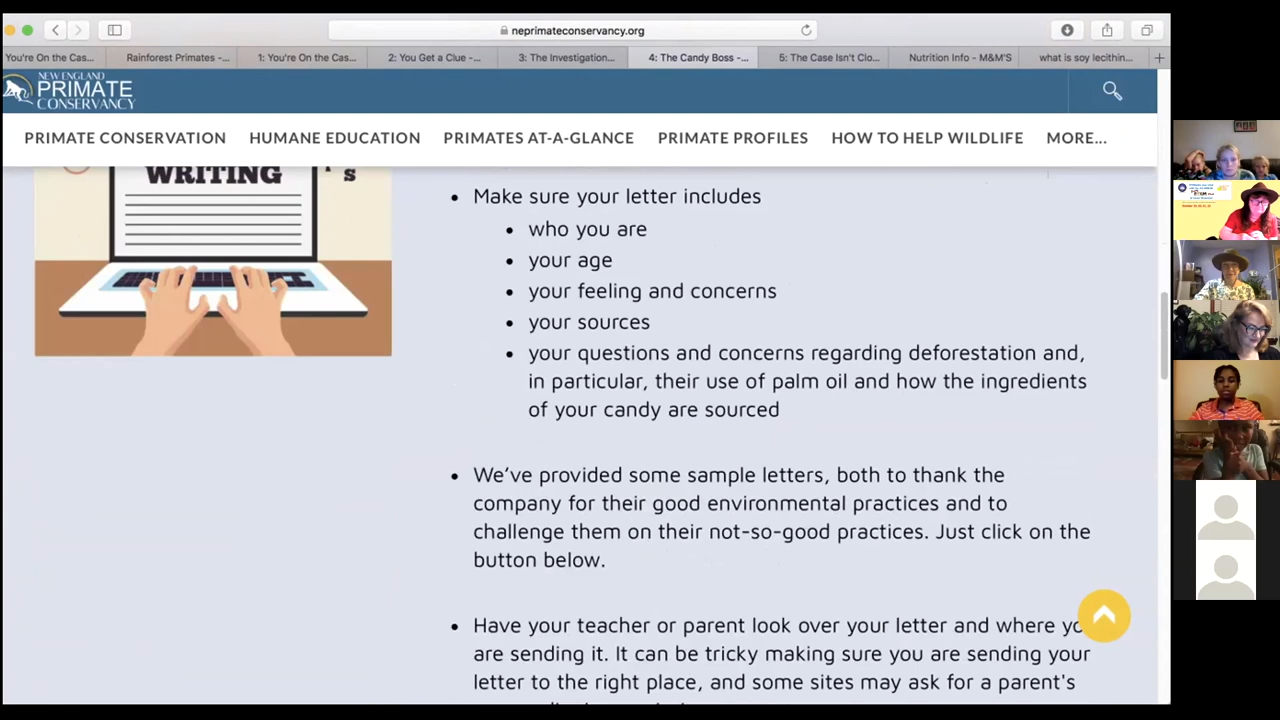 neprimateconservancy.org
You're On the Cas...
Rainforest Primates -...
1: You're On the Cas...
2: You Get a Clue -...
3: The Investigation...
4: The Candy Boss -...
5: The Case Isn't Clo...
Nutrition Info - M&M'S
what is soy lecithin...
NEW ENGLAND
PRIMATE
CONSERVANCY
PRIMATE CONSERVATION
HUMANE EDUCATION
PRIMATES AT-A-GLANCE
PRIMATE PROFILES
HOW TO HELP WILDLIFE
MORE...
WRITING
• Make sure your letter includes
• who you are
• your age
• your feeling and concerns
• your sources
• your questions and concerns regarding deforestation and,
in particular, their use of palm oil and how the ingredients
of your candy are sourced
• We've provided some sample letters, both to thank the
company for their good environmental practices and to
challenge them on their not-so-good practices. Just click on the
button below.
• Have your teacher or parent look over your letter and where
are sending it. It can be tricky making sure you are sending your
letter to the right place, and some sites may ask for a parent's